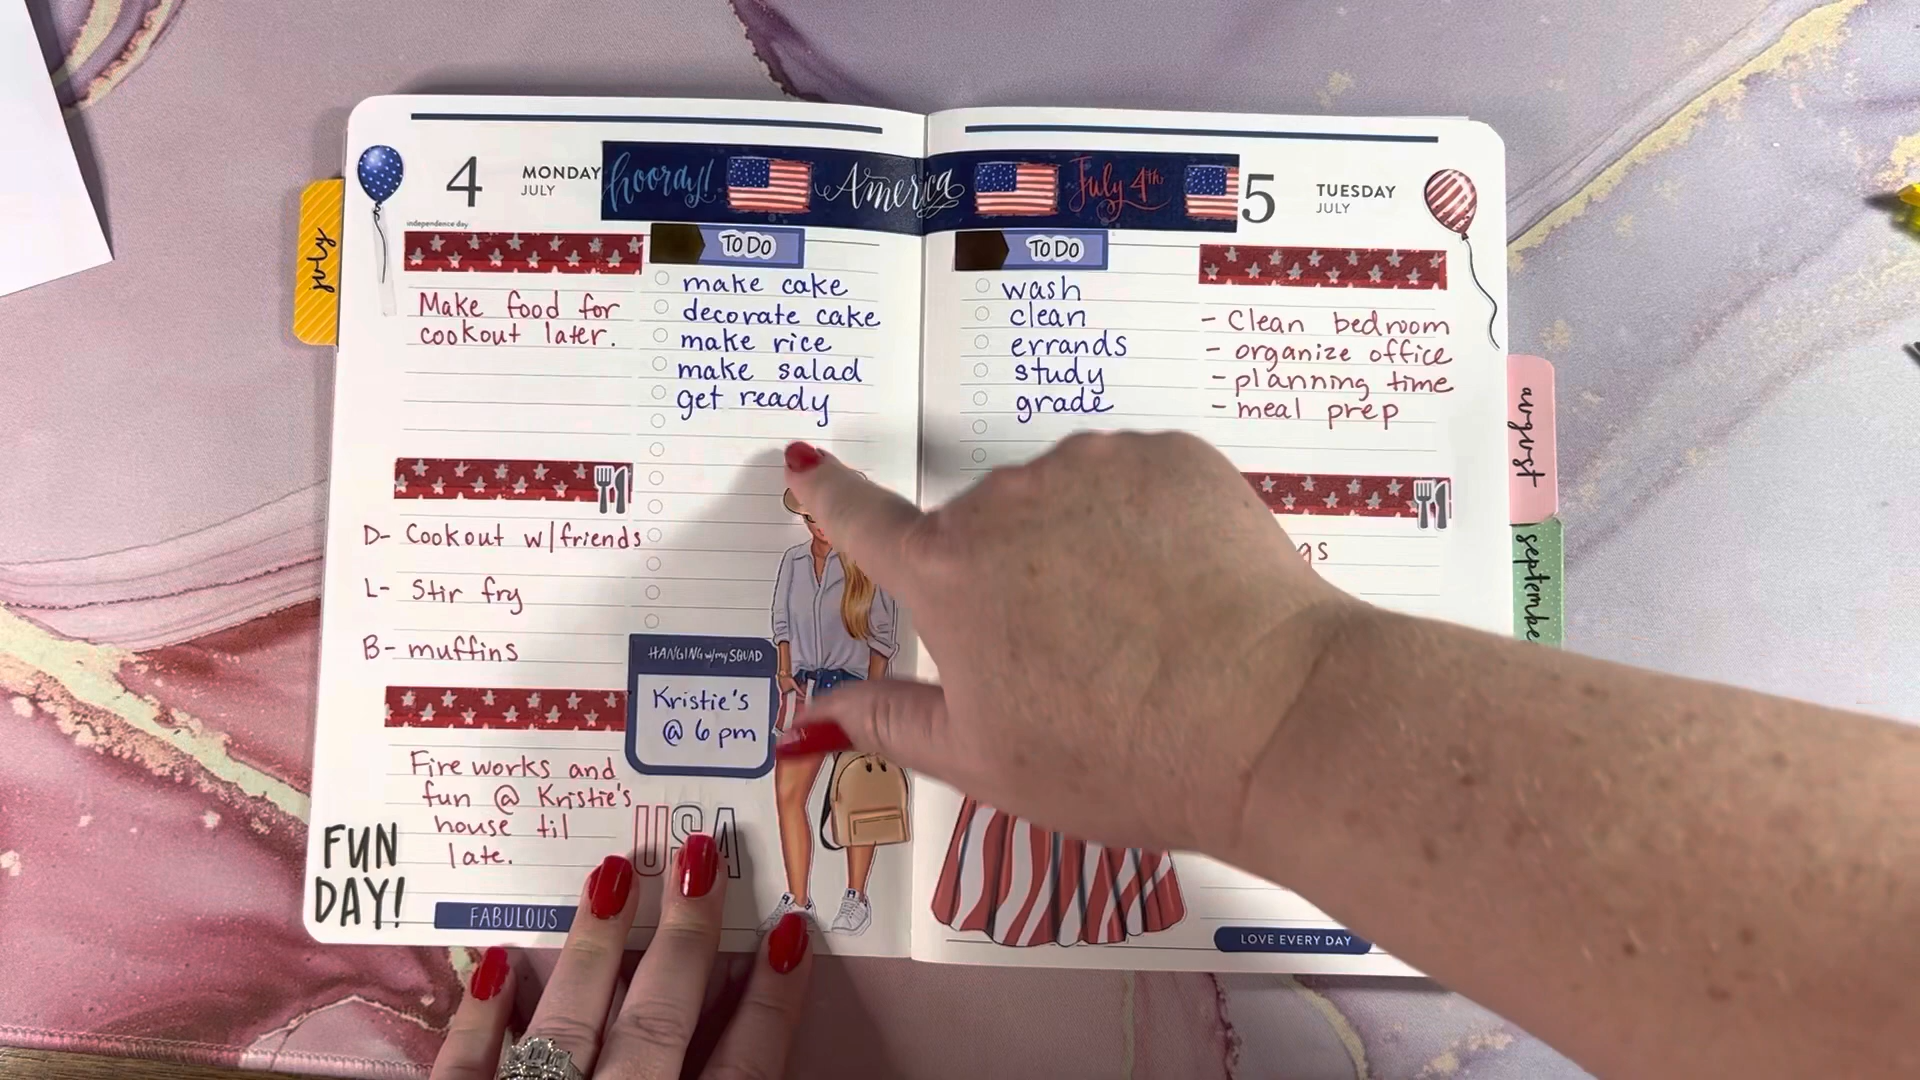 4
MONDAY
JULY
independence day
hooray!
America
July 4th
5
TUESDAY
JULY
july
TO DO
make cake
decorate cake
make rice
make salad
get ready
Make food for
cookout later.
D- Cookout w/friends
L- Stir fry
B- muffins
HANGING w/my SQUAD
Kristie's
@ 6 pm
Fireworks and
fun @ Kristie's
house til
late.
USA
FUN
DAY!
FABULOUS
TO DO
wash
clean
errands
study
grade
- Clean bedroom
- organize office
- planning time
- meal prep
LOVE EVERY DAY
august
septembe